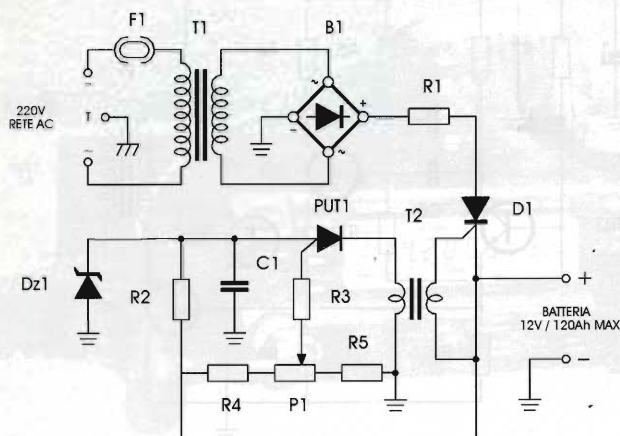 F1
T1
B1
~
220V
RETE AC
T
~
~
+
−
~
R1
PUT1
T2
D1
Dz1
R2
C1
R3
R5
R4
P1
+
BATTERIA
12V / 120Ah MAX
−